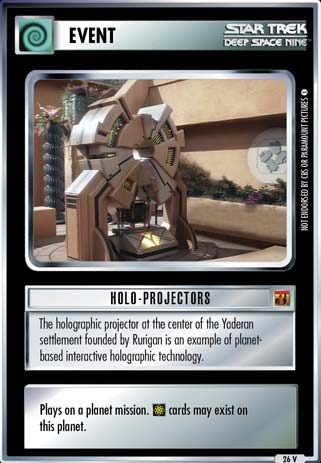 EVENT
STAR TREK
DEEP SPACE NINE™
NOT ENDORSED BY CBS OR PARAMOUNT PICTURES
HOLO-PROJECTORS
The holographic projector at the center of the Yaderan
settlement founded by Rurigan is an example of planet-
based interactive holographic technology.
Plays on a planet mission. cards may exist on
this planet.
26 V